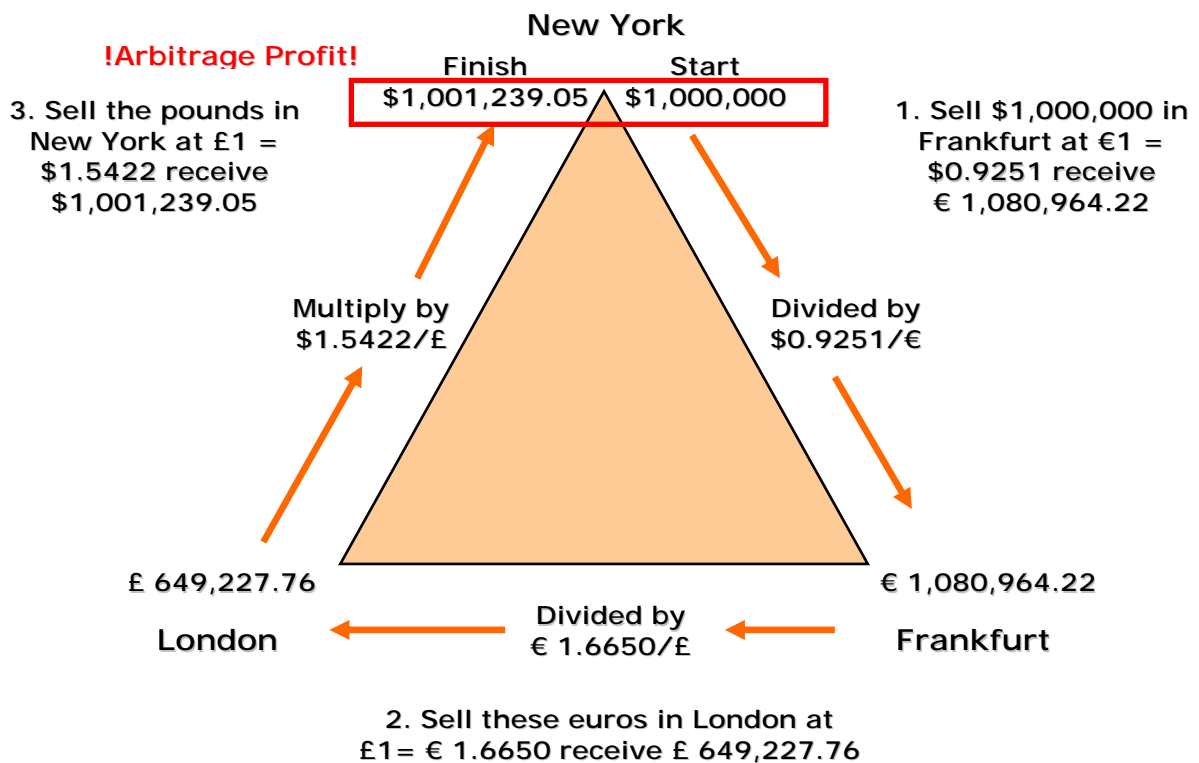 New York
!Arbitrage Profit!
Finish
Start
$1,001,239.05
$1,000,000
3. Sell the pounds in
New York at £1 =
$1.5422 receive
$1,001,239.05
1. Sell $1,000,000 in
Frankfurt at €1 =
$0.9251 receive
€ 1,080,964.22
Multiply by
$1.5422/£
Divided by
$0.9251/€
£ 649,227.76
London
Divided by
€ 1.6650/£
€ 1,080,964.22
Frankfurt
2. Sell these euros in London at
£1= € 1.6650 receive £ 649,227.76